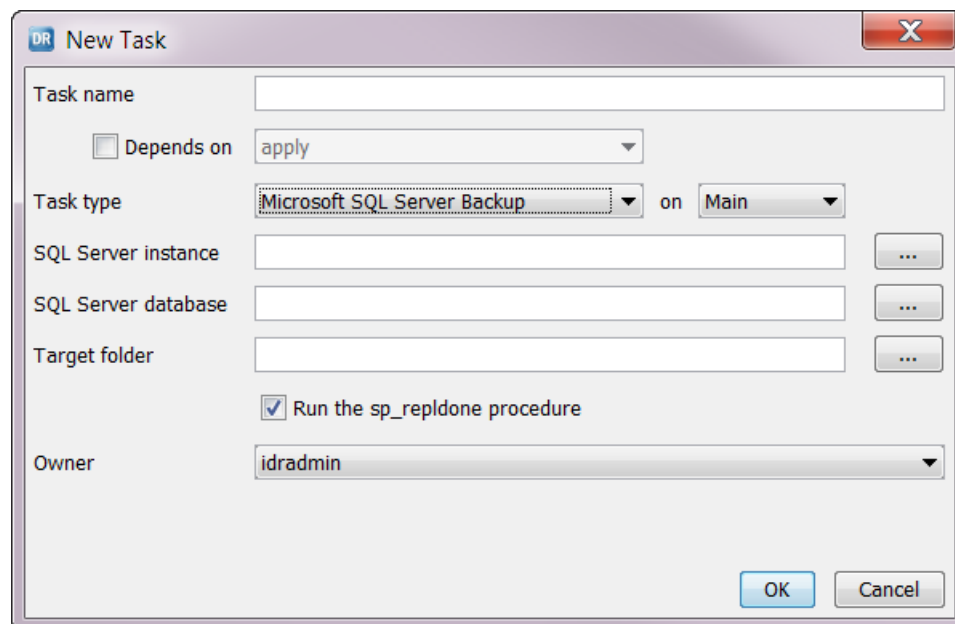 DR New Task X
Task name
Depends on apply
Task type Microsoft SQL Server Backup on Main
SQL Server instance ...
SQL Server database ...
Target folder ...
Run the sp_repldone procedure
Owner idradmin
OK Cancel